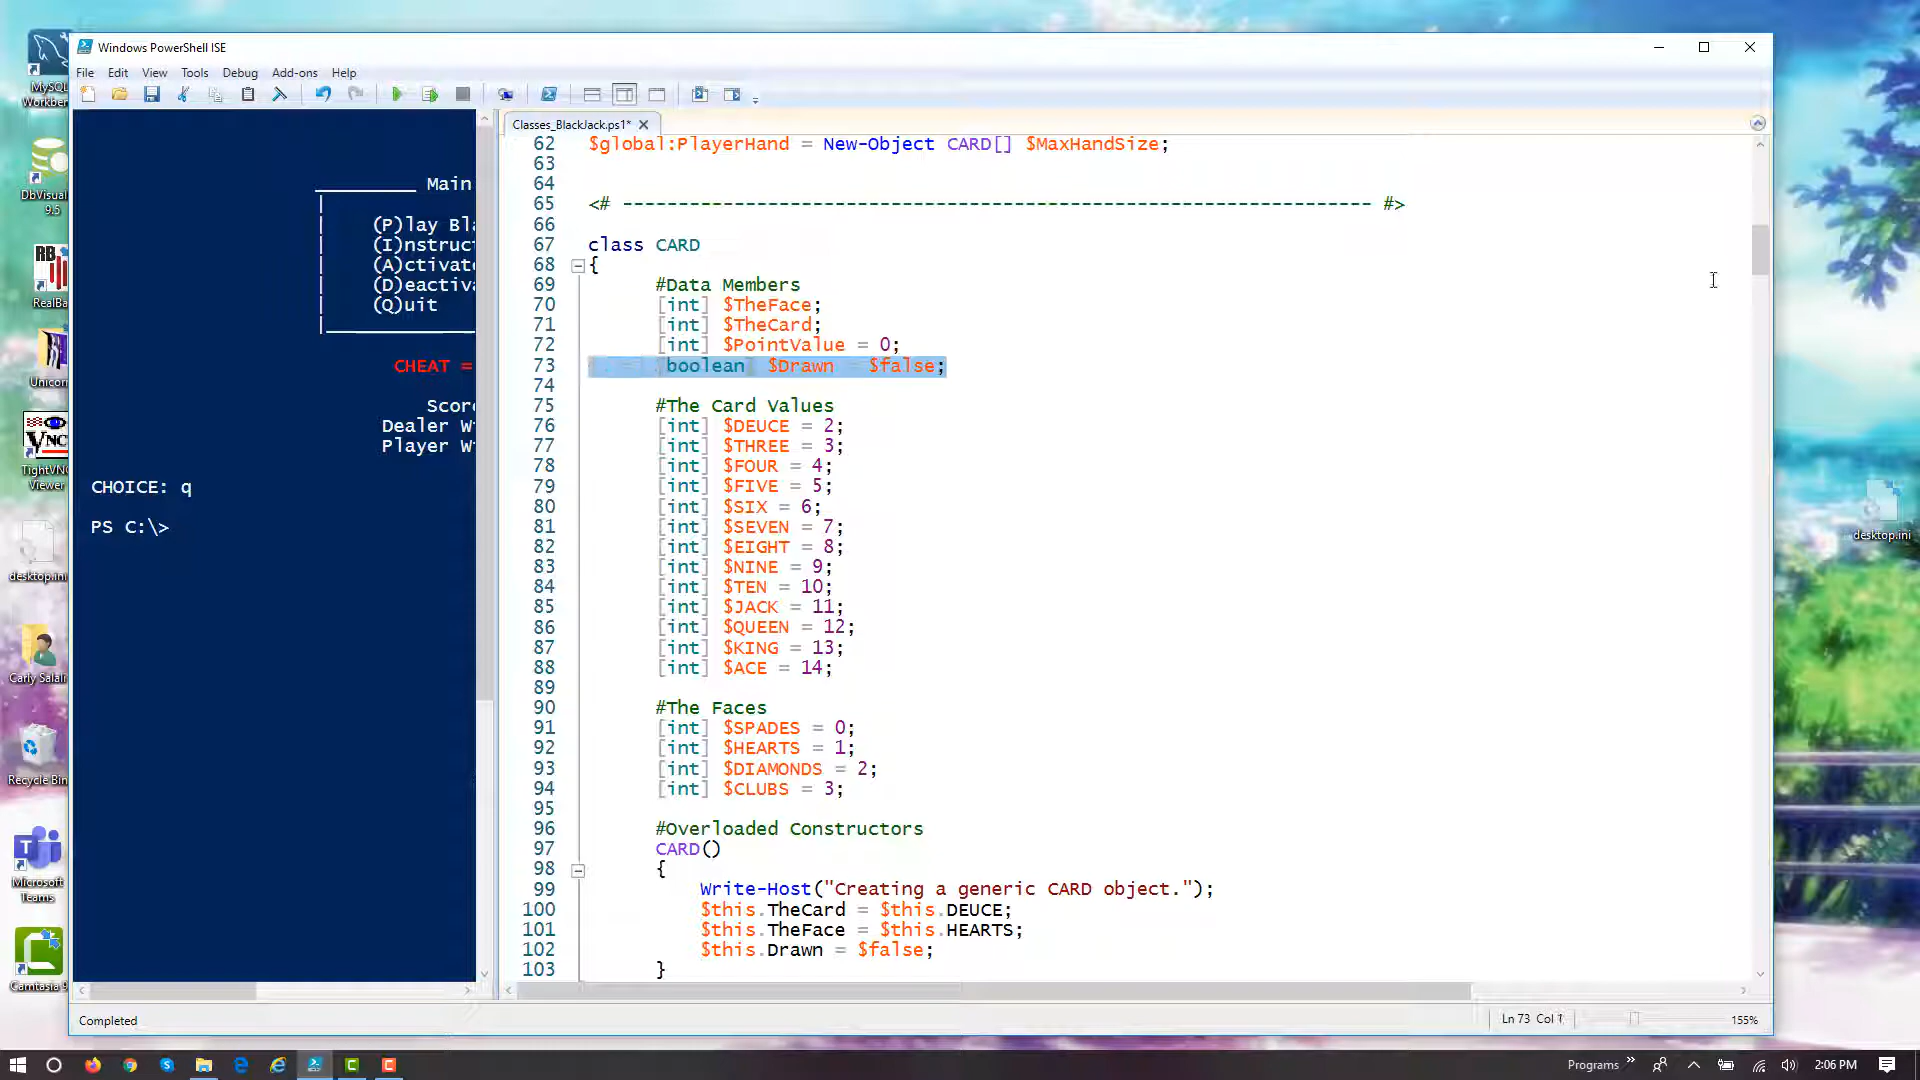 Windows PowerShell ISE
File Edit View Tools Debug Add-ons Help
Classes_BlackJack.ps1*
_________ Main
(P)lay Bla
(I)nstruct
(A)ctivate
(D)eactiva
(Q)uit
CHEAT =
Score
Dealer W
Player W
CHOICE: q
PS C:\>
62 $global:PlayerHand = New-Object CARD[] $MaxHandSize;
63
64
65 <# ------------------------------------------------------------------- #>
66
67 class CARD
68 {
69 #Data Members
70 [int] $TheFace;
71 [int] $TheCard;
72 [int] $PointValue = 0;
73 [boolean] $Drawn = $false;
74
75 #The Card Values
76 [int] $DEUCE = 2;
77 [int] $THREE = 3;
78 [int] $FOUR = 4;
79 [int] $FIVE = 5;
80 [int] $SIX = 6;
81 [int] $SEVEN = 7;
82 [int] $EIGHT = 8;
83 [int] $NINE = 9;
84 [int] $TEN = 10;
85 [int] $JACK = 11;
86 [int] $QUEEN = 12;
87 [int] $KING = 13;
88 [int] $ACE = 14;
89
90 #The Faces
91 [int] $SPADES = 0;
92 [int] $HEARTS = 1;
93 [int] $DIAMONDS = 2;
94 [int] $CLUBS = 3;
95
96 #Overloaded Constructors
97 CARD()
98 {
99 Write-Host("Creating a generic CARD object.");
100 $this.TheCard = $this.DEUCE;
101 $this.TheFace = $this.HEARTS;
102 $this.Drawn = $false;
103 }
Completed
Ln 73 Col 1
155%
MySQL
Workben
DbVisual
9.5
RB
RealBa
Unicor
VNC
TightVN
Viewer
desktop.ini
Carly Salali
Recycle Bin
Microsoft
Teams
Camtasia 9
desktop.ini
Programs
2:06 PM